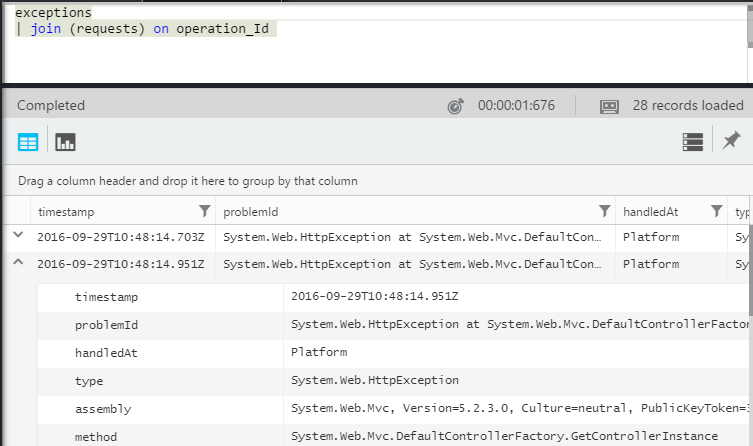 exceptions
| join (requests) on operation_Id
Completed 00:00:01:676 28 records loaded
Drag a column header and drop it here to group by that column
timestamp problemId handledAt typ
2016-09-29T10:48:14.703Z System.Web.HttpException at System.Web.Mvc.DefaultCon... Platform Sy
2016-09-29T10:48:14.951Z System.Web.HttpException at System.Web.Mvc.DefaultCon... Platform Sy
timestamp 2016-09-29T10:48:14.951Z
problemId System.Web.HttpException at System.Web.Mvc.DefaultControllerFactor
handledAt Platform
type System.Web.HttpException
assembly System.Web.Mvc, Version=5.2.3.0, Culture=neutral, PublicKeyToken=3
method System.Web.Mvc.DefaultControllerFactory.GetControllerInstance